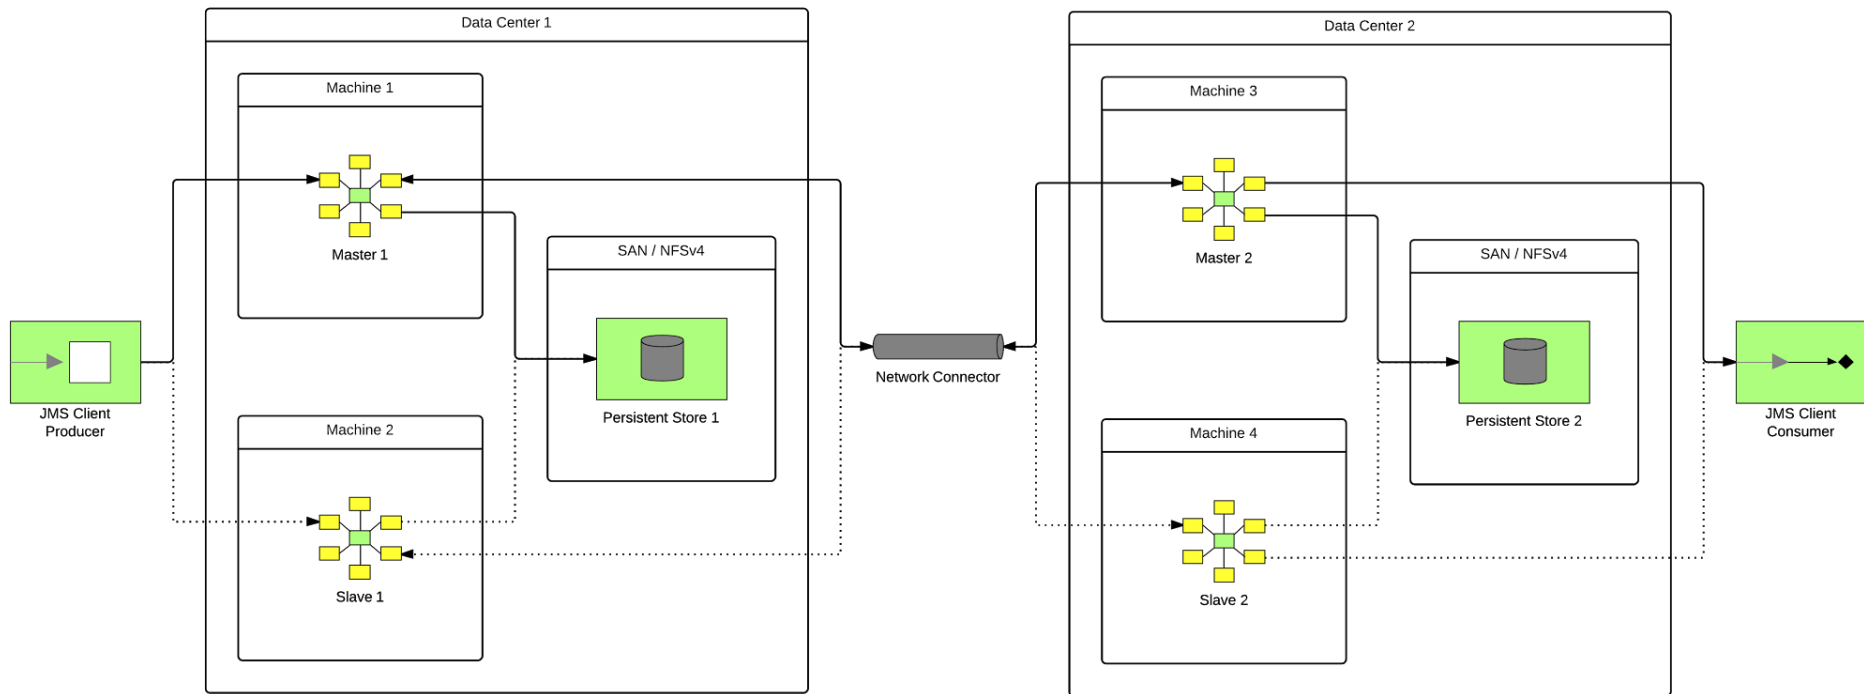 Data Center 1
Machine 1
Master 1
SAN / NFSv4
Persistent Store 1
JMS Client
Producer
Machine 2
Slave 1
Network Connector
Data Center 2
Machine 3
Master 2
SAN / NFSv4
Persistent Store 2
Machine 4
Slave 2
JMS Client
Consumer